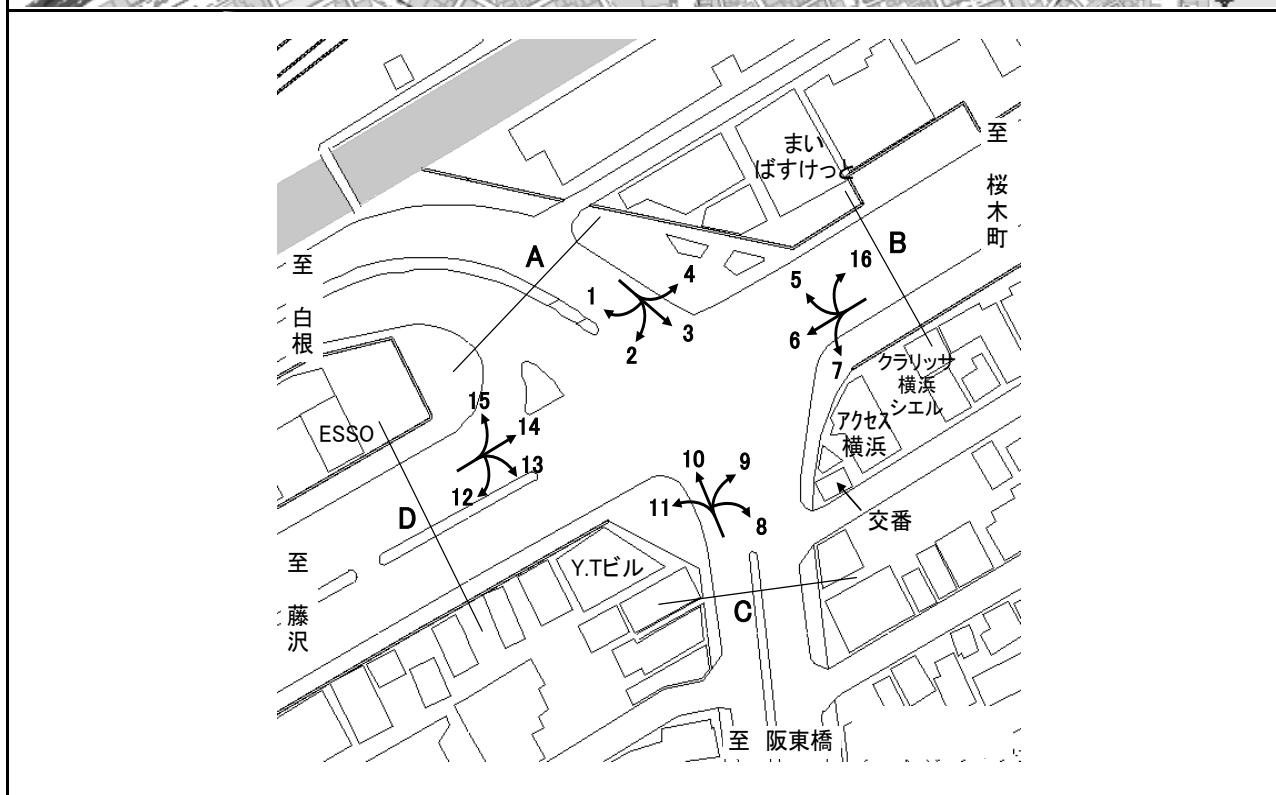 まい
ばすけっと
至
桜
木
町
A
B
至
白
根
4
1
3
2
5
16
6
7
クラリッサ
横浜
シエル
アクセス
横浜
ESSO
15
14
13
12
10
9
11
8
交番
D
至
藤
沢
Y.Tビル
C
至 阪東橋